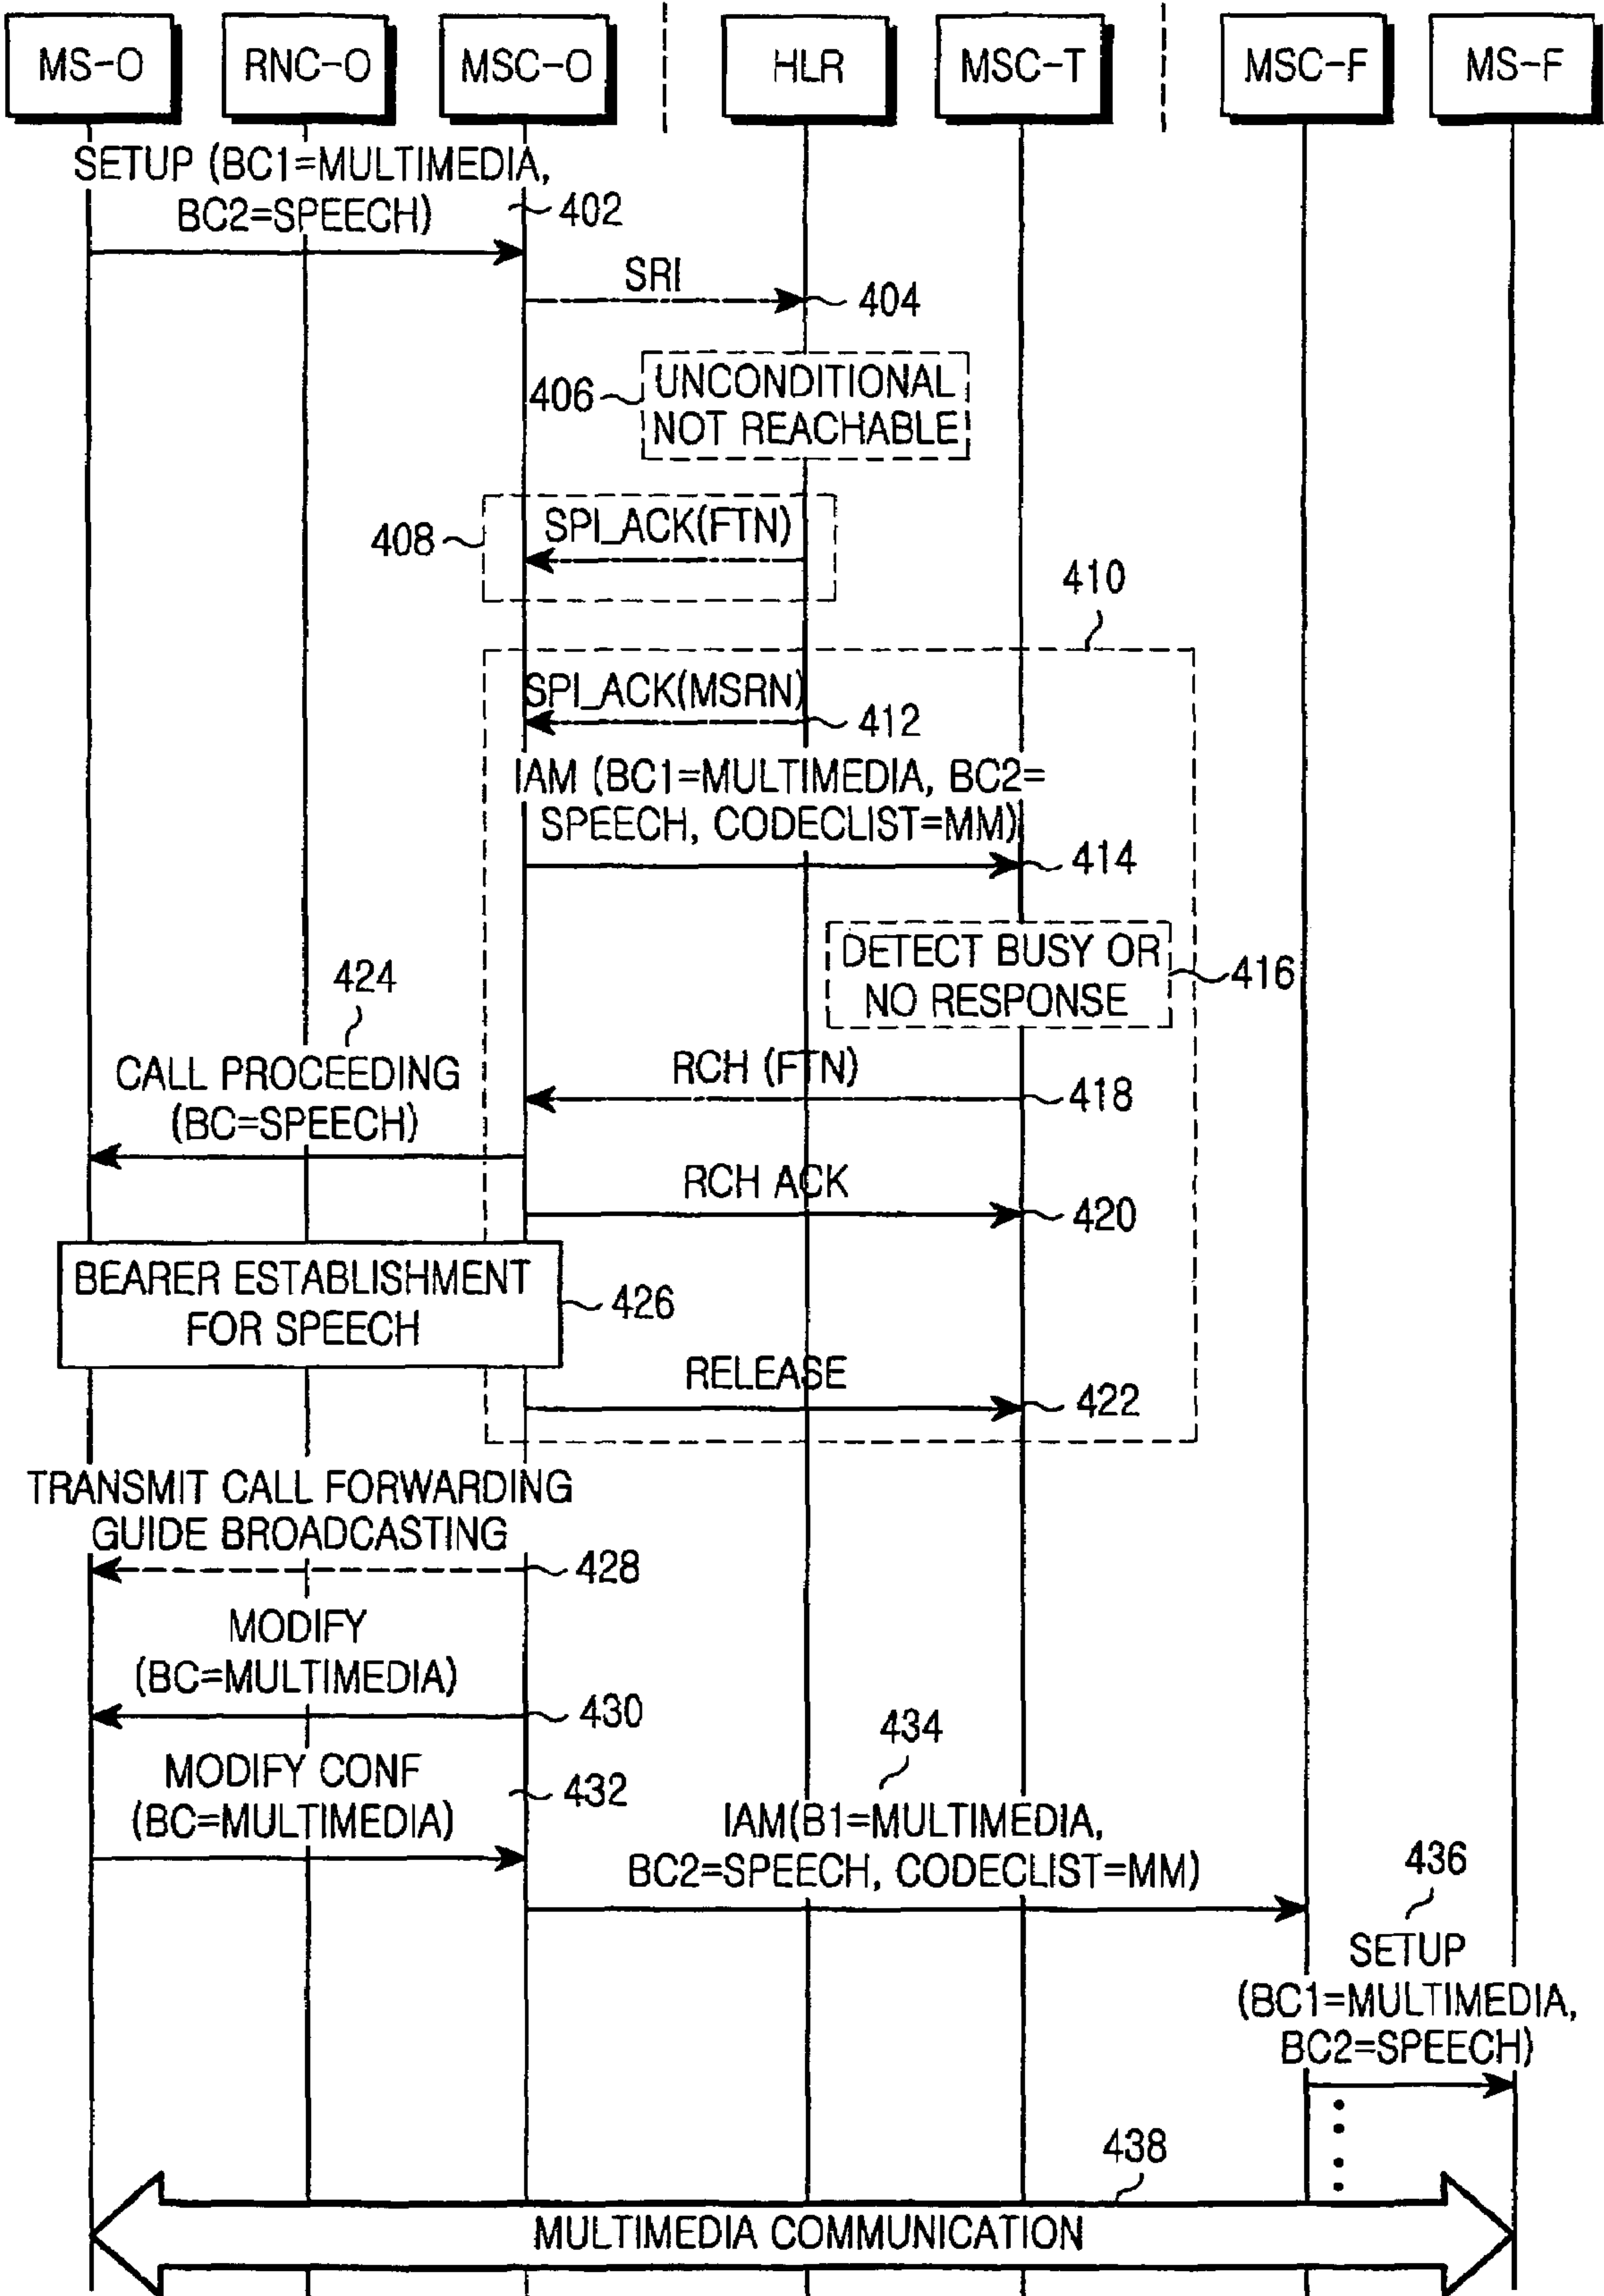 MS-O RNC-O MSC-O HLR MSC-T MSC-F MS-F
SETUP (BC1=MULTIMEDIA,
BC2=SPEECH)
402
SRI
404
406
UNCONDITIONAL
NOT REACHABLE
408
SPI_ACK(FTN)
410
SPI_ACK(MSRN)
412
IAM (BC1=MULTIMEDIA, BC2=
SPEECH, CODECLIST=MM)
414
DETECT BUSY OR
NO RESPONSE
416
RCH (FTN)
418
424
CALL PROCEEDING
(BC=SPEECH)
RCH ACK
420
BEARER ESTABLISHMENT
FOR SPEECH
426
RELEASE
422
TRANSMIT CALL FORWARDING
GUIDE BROADCASTING
428
MODIFY
(BC=MULTIMEDIA)
430
MODIFY CONF
(BC=MULTIMEDIA)
432
434
IAM(B1=MULTIMEDIA,
BC2=SPEECH, CODECLIST=MM)
436
SETUP
(BC1=MULTIMEDIA,
BC2=SPEECH)
438
MULTIMEDIA COMMUNICATION